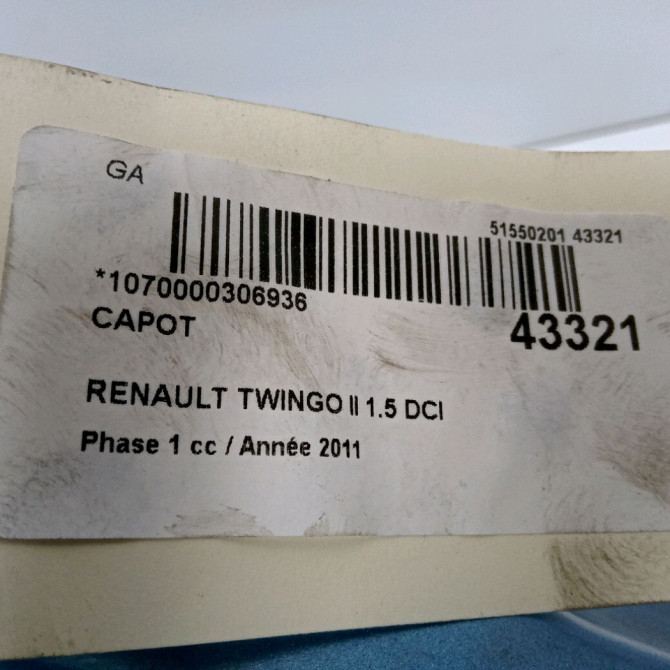 GA
51550201 43321
*1070000306936
CAPOT
43321
RENAULT TWINGO II 1.5 DCI
Phase 1 cc / Année 2011